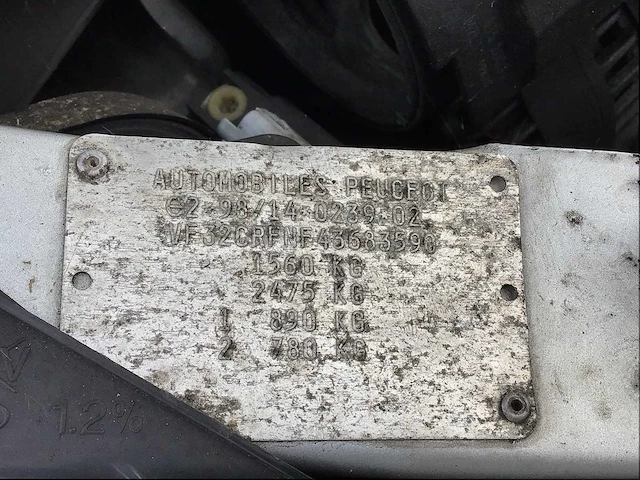 AUTOMOBILES PEUGEOT
e2*98/14*0239*02
VF32CRFNF43683590
1560 KG
2475 KG
1 890 KG
2 780 KG
1.2%